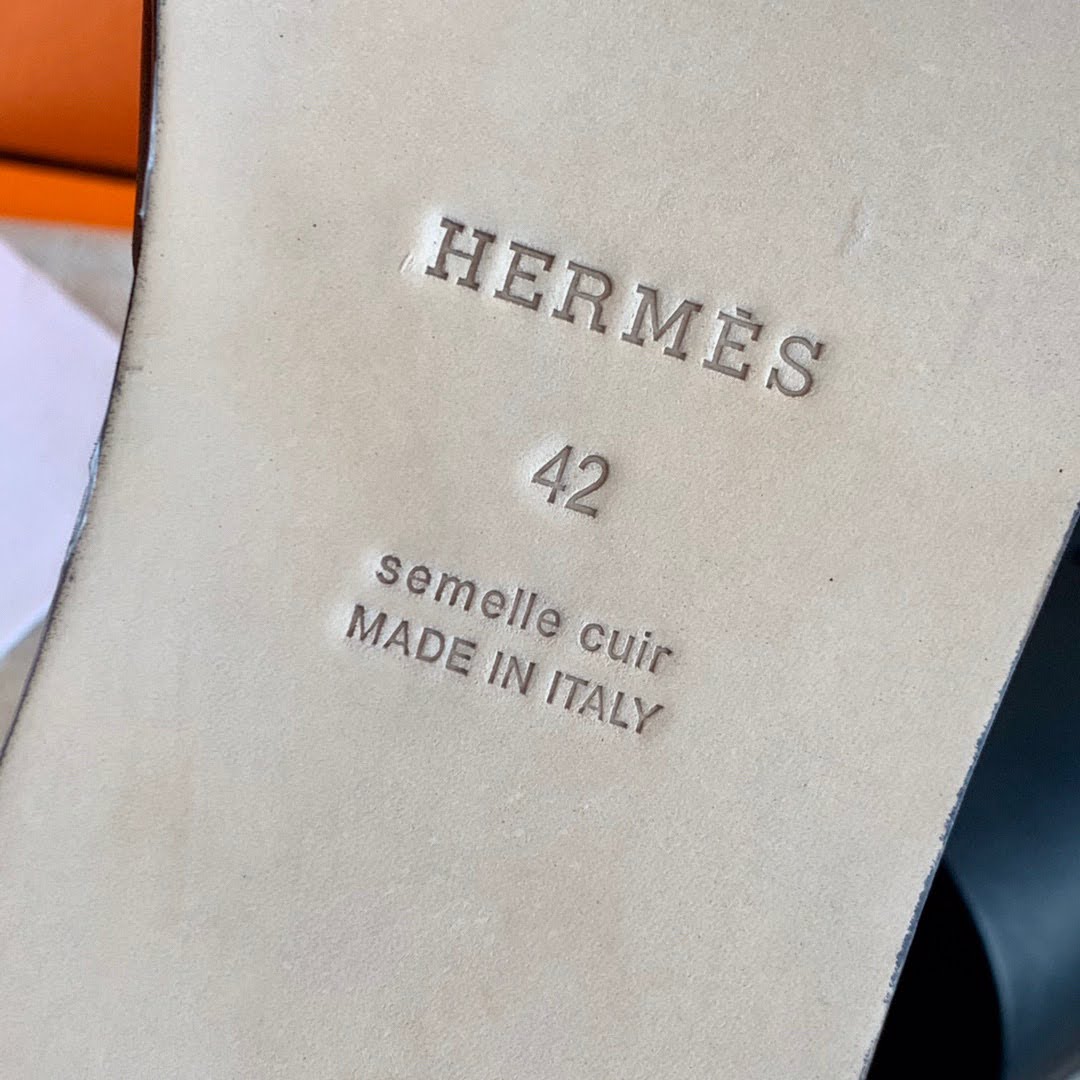 HERMÈS
42
semelle cuir
MADE IN ITALY